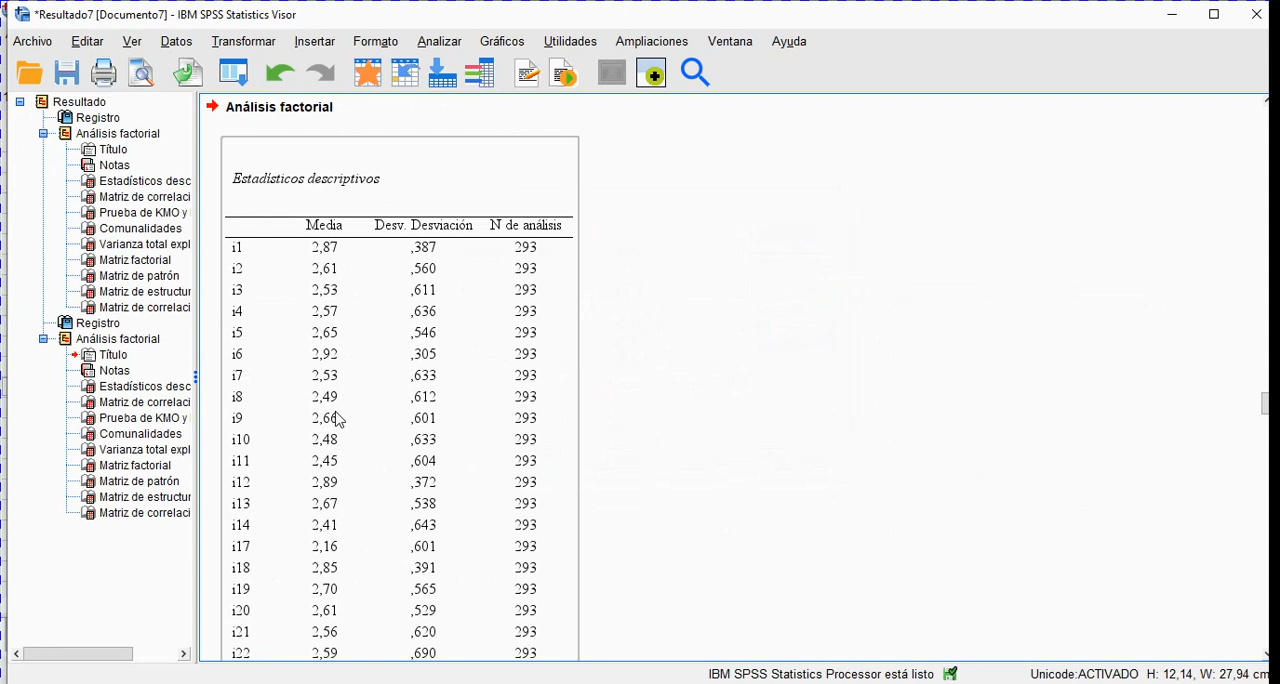 *Resultado7 [Documento7] - IBM SPSS Statistics Visor
Archivo Editar Ver Datos Transformar Insertar Formato Analizar Gráficos Utilidades Ampliaciones Ventana Ayuda
Resultado
Registro
Análisis factorial
Título
Notas
Estadísticos desc
Matriz de correlaci
Prueba de KMO y
Comunalidades
Varianza total expl
Matriz factorial
Matriz de patrón
Matriz de estructur
Matriz de correlaci
Registro
Análisis factorial
Título
Notas
Estadísticos desc
Matriz de correlaci
Prueba de KMO y
Comunalidades
Varianza total expl
Matriz factorial
Matriz de patrón
Matriz de estructur
Matriz de correlaci
Análisis factorial
Estadísticos descriptivos
Media Desv. Desviación N de análisis
i1 2,87 ,387 293
i2 2,61 ,560 293
i3 2,53 ,611 293
i4 2,57 ,636 293
i5 2,65 ,546 293
i6 2,92 ,305 293
i7 2,53 ,633 293
i8 2,49 ,612 293
i9 2,66 ,601 293
i10 2,48 ,633 293
i11 2,45 ,604 293
i12 2,89 ,372 293
i13 2,67 ,538 293
i14 2,41 ,643 293
i17 2,16 ,601 293
i18 2,85 ,391 293
i19 2,70 ,565 293
i20 2,61 ,529 293
i21 2,56 ,620 293
i22 2,59 ,690 293
IBM SPSS Statistics Processor está listo Unicode:ACTIVADO H: 12,14, W: 27,94 cm